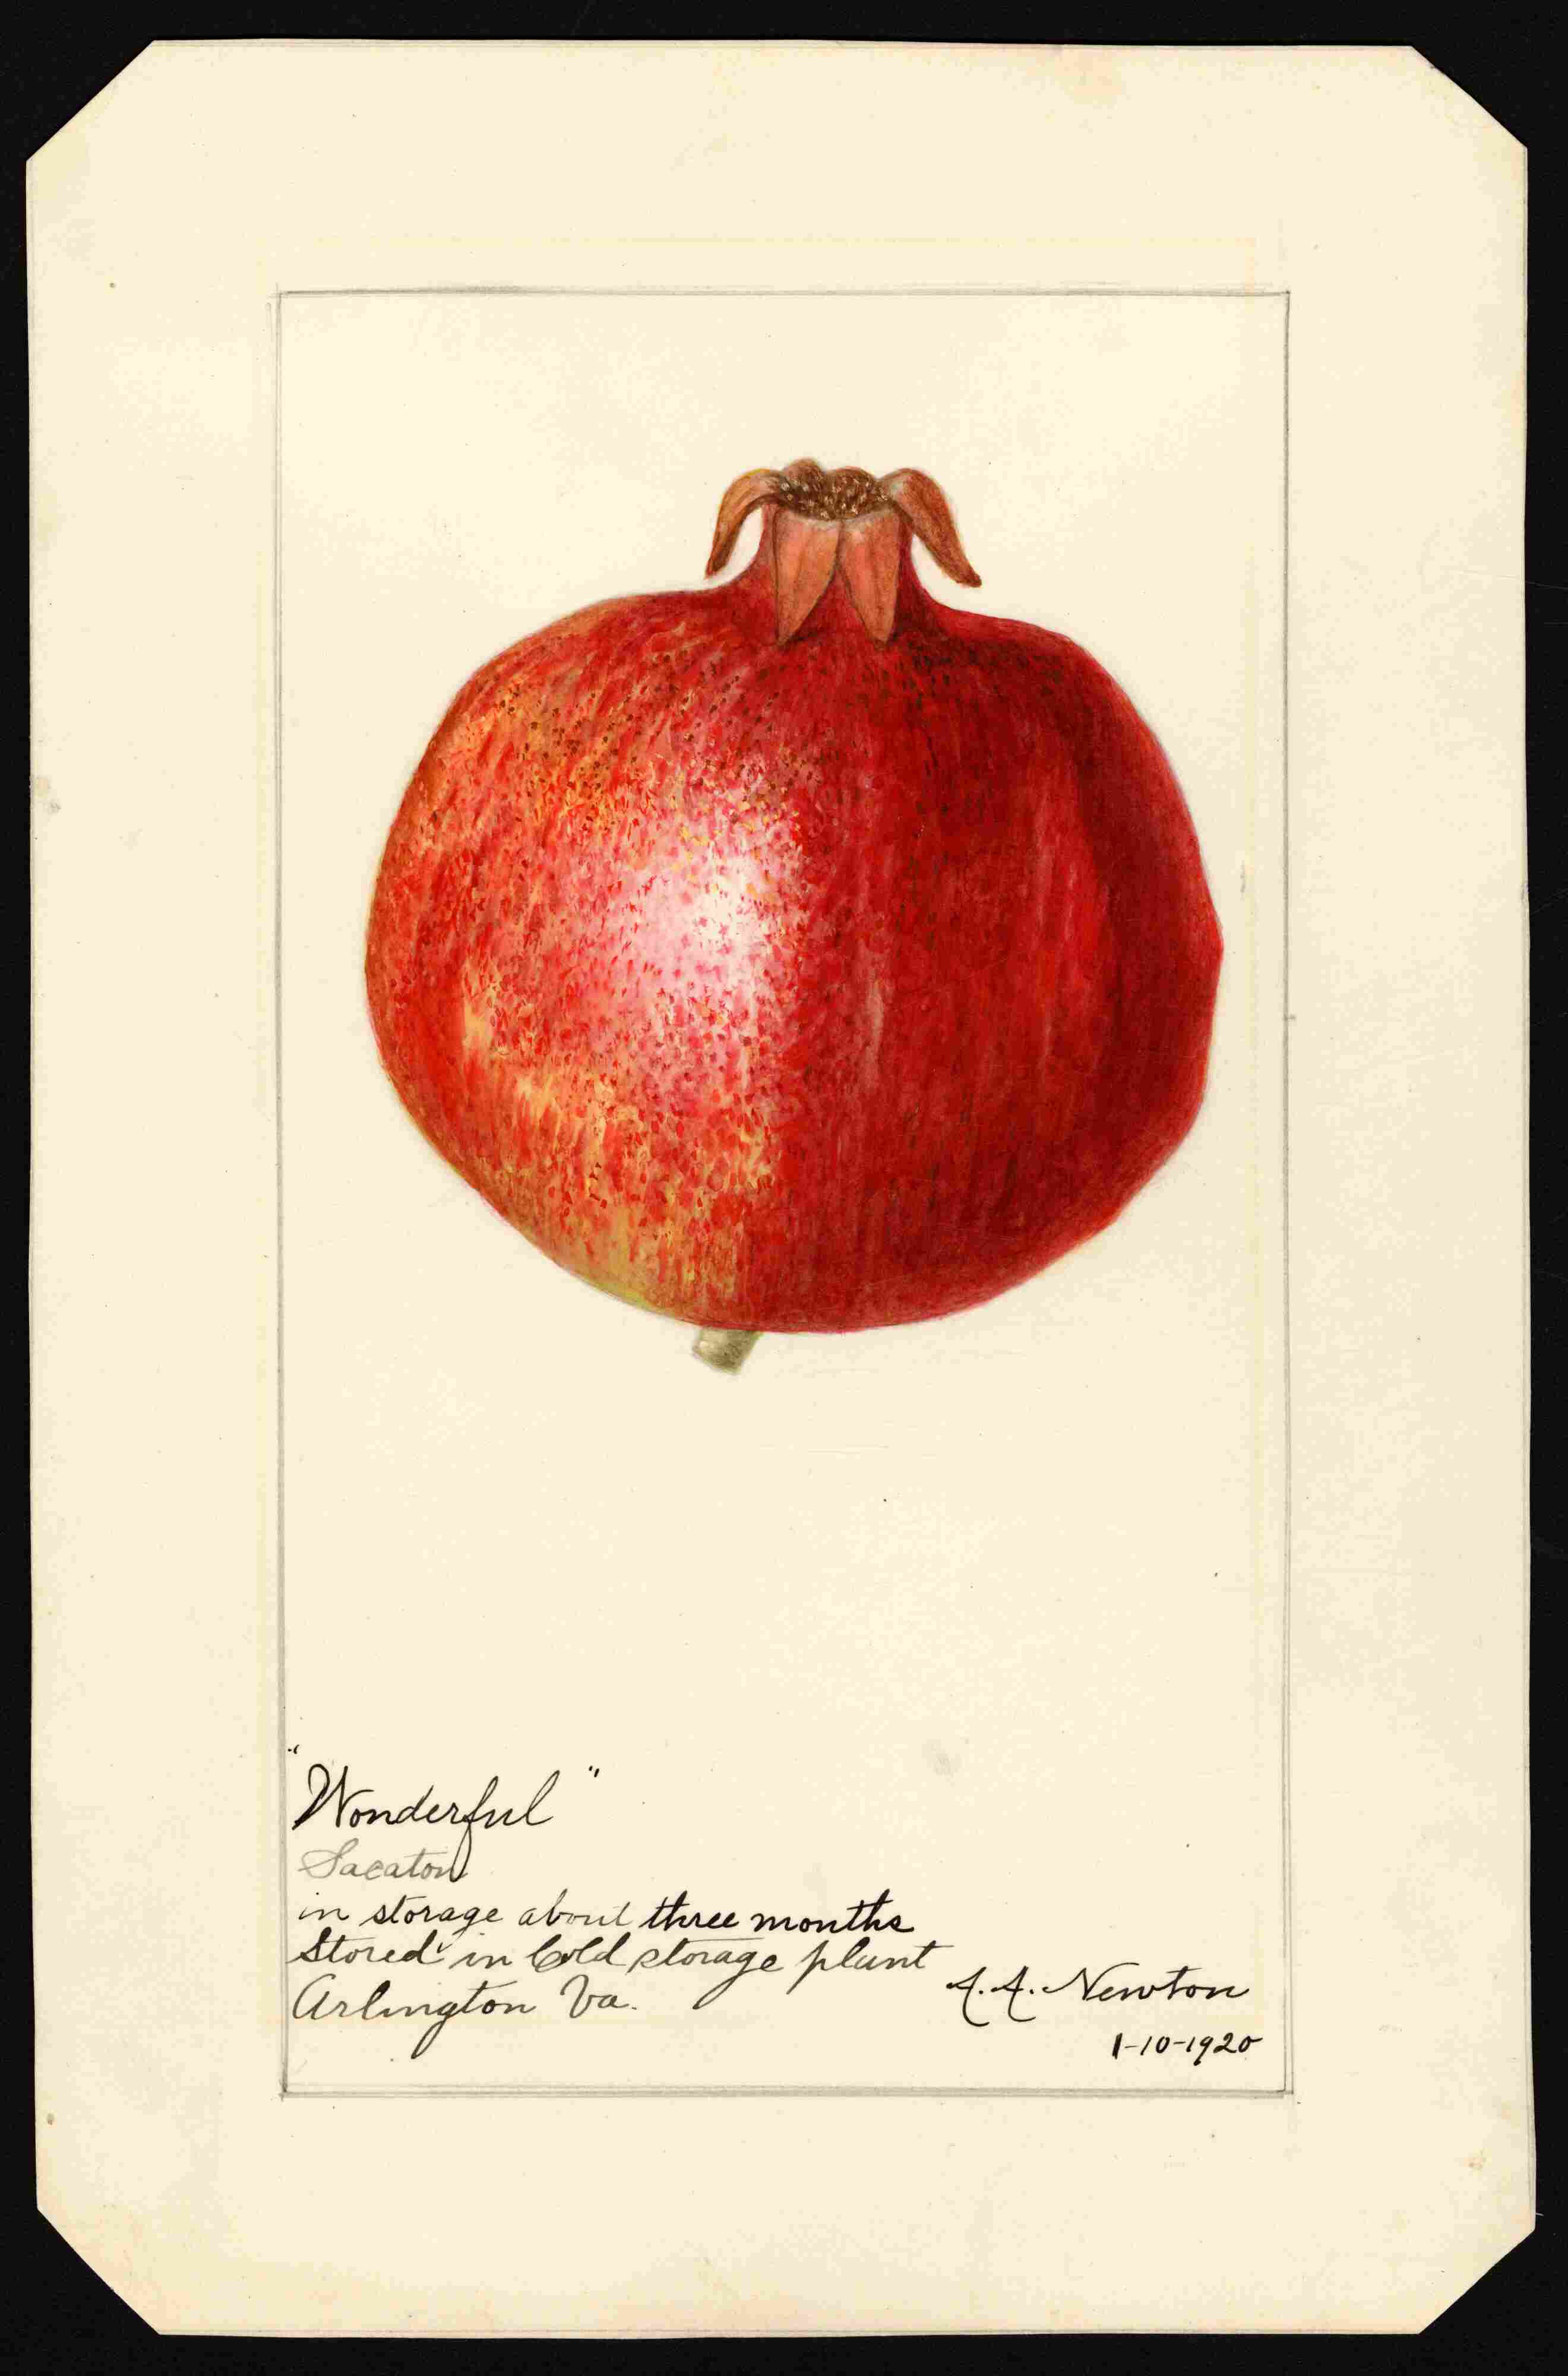 "Wonderful"
Sacaton
in storage about three months
Stored in Cold storage plant
Arlington Va.
A. A. Newton
1-10-1920